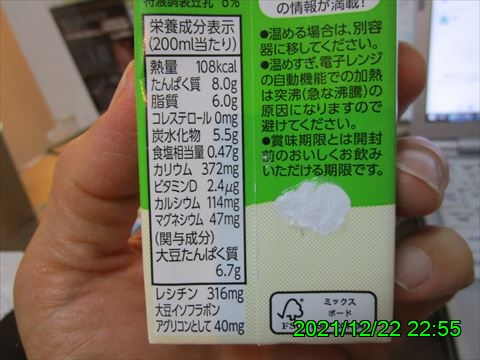 特濃調製豆乳 8%
栄養成分表示
(200ml当たり)
熱量 108kcal
たんぱく質 8.0g
脂質 6.0g
コレステロール 0mg
炭水化物 5.5g
食塩相当量 0.47g
カリウム 372mg
ビタミンD 2.4μg
カルシウム 114mg
マグネシウム 47mg
(関与成分)
大豆たんぱく質
6.7g
レシチン 316mg
大豆イソフラボン
アグリコンとして 40mg
の情報が満載!
●温める場合は、別容
器に移してください。
●温めすぎ、電子レンジ
の自動機能での加熱
は突沸(急な沸騰)の
原因になりますので
避けてください。
●賞味期限とは開封
前のおいしくお飲み
いただける期限です。
ミックス
ボード
FSC
2021/12/22 22:55